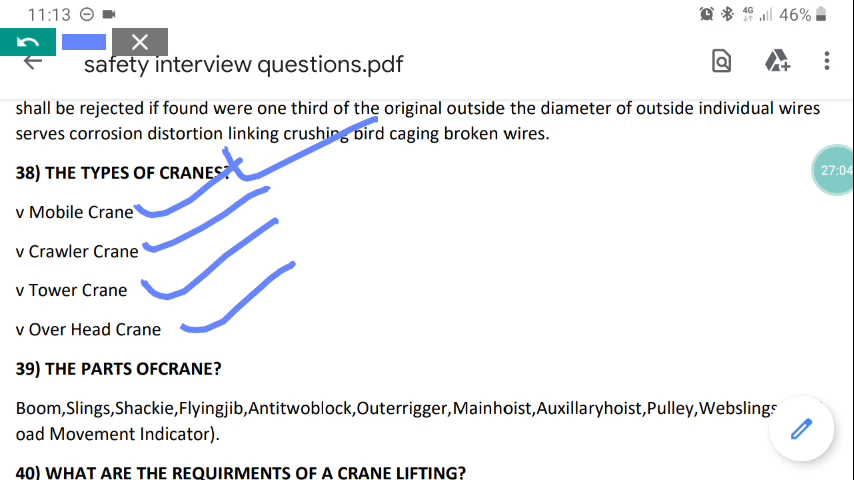 11:13 4G 46%
safety interview questions.pdf
shall be rejected if found were one third of the original outside the diameter of outside individual wires
serves corrosion distortion linking crushing bird caging broken wires.
27:04
38) THE TYPES OF CRANES?
v Mobile Crane
v Crawler Crane
v Tower Crane
v Over Head Crane
39) THE PARTS OFCRANE?
Boom,Slings,Shackie,Flyingjib,Antitwoblock,Outerrigger,Mainhoist,Auxillaryhoist,Pulley,Webslings
oad Movement Indicator).
40) WHAT ARE THE REQUIRMENTS OF A CRANE LIFTING?